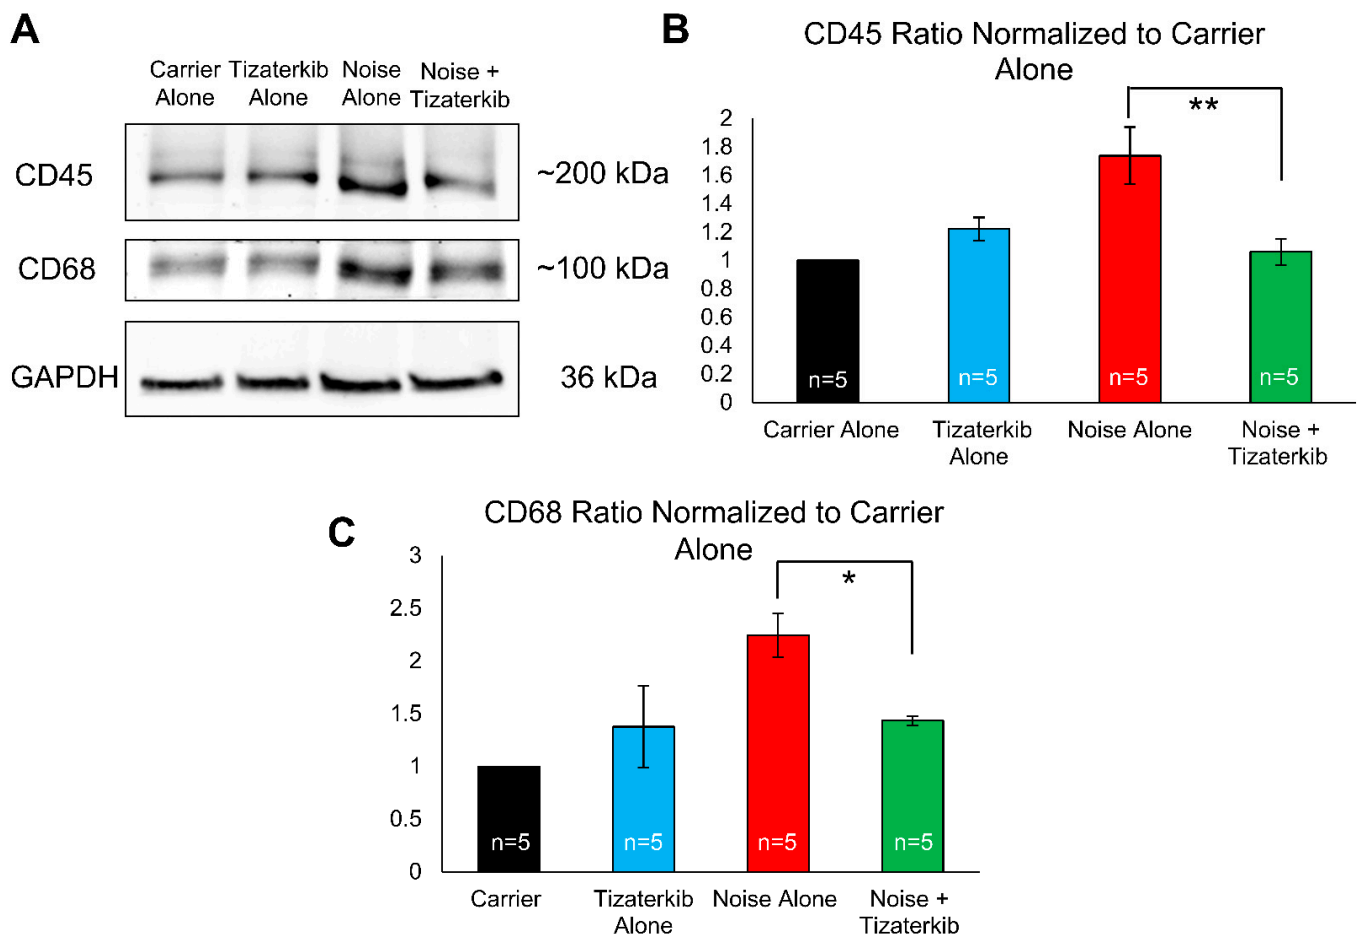 A
Carrier Alone
Tizaterkib Alone
Noise Alone
Noise + Tizaterkib
CD45
~200 kDa
CD68
~100 kDa
GAPDH
36 kDa
B
CD45 Ratio Normalized to Carrier
Alone
**
2
1.8
1.6
1.4
1.2
1
0.8
0.6
0.4
0.2
0
n=5
n=5
n=5
n=5
Carrier Alone
Tizaterkib
Alone
Noise Alone
Noise +
Tizaterkib
C
CD68 Ratio Normalized to Carrier
Alone
*
3
2.5
2
1.5
1
0.5
0
n=5
n=5
n=5
n=5
Carrier
Tizaterkib
Alone
Noise Alone
Noise +
Tizaterkib